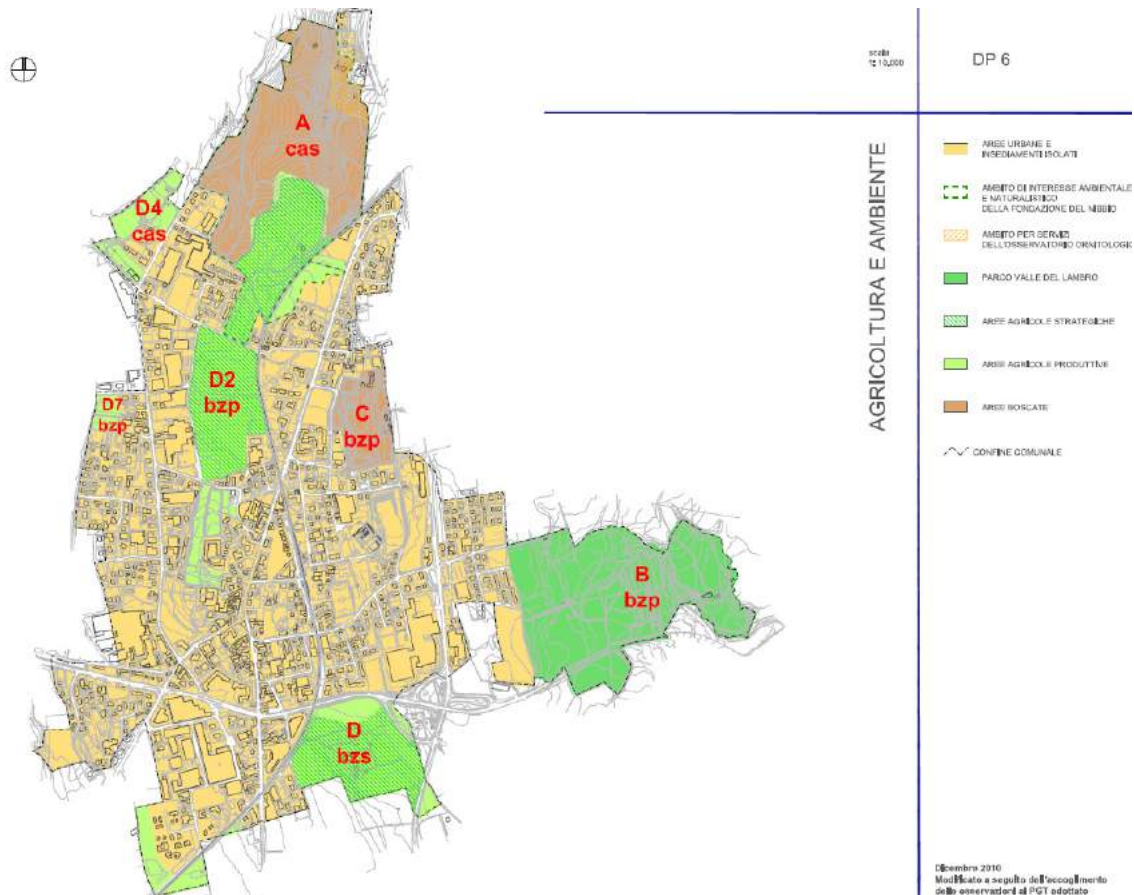 scala
1: 10.000
DP 6
AGRICOLTURA E AMBIENTE
AREE URBANE E
INSEDIAMENTI ISOLATI
AMBITO DI INTERESSE AMBIENTALE
E NATURALISTICO
DELLA FONDAZIONE DEL NIBBIO
AMBITO PER SERVIZI
DELL'OSSERVATORIO ORNITOLOGIC
PARCO VALLE DEL LAMBRO
AREE AGRICOLE STRATEGICHE
AREE AGRICOLE PRODUTTIVE
AREE BOSCATE
CONFINE COMUNALE
A
cas
D4
cas
D2
bzp
D7
bzp
C
bzp
B
bzp
D
bzs
Dicembre 2010
Modificato a seguito dell'accoglimento
delle osservazioni al PGT adottato